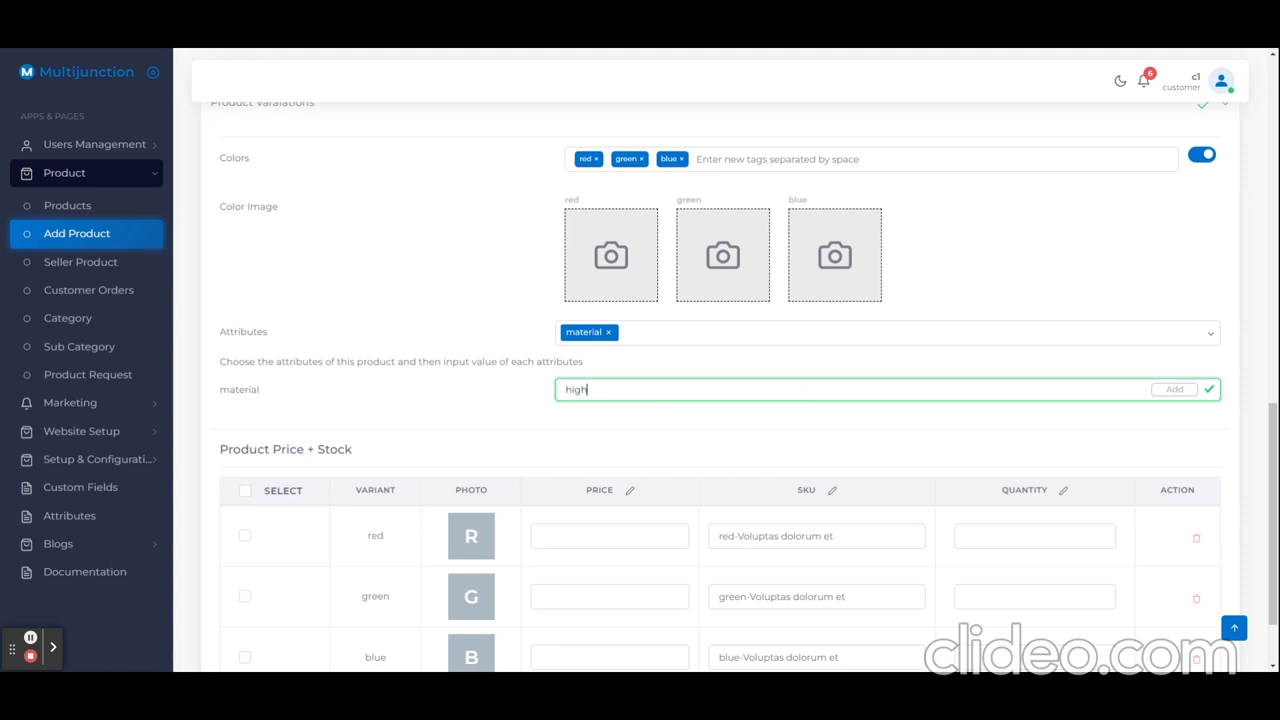 Multijunction
6
c1
customer
APPS & PAGES
Users Management
Product
Products
Add Product
Seller Product
Customer Orders
Category
Sub Category
Product Request
Marketing
Website Setup
Setup & Configurati...
Custom Fields
Attributes
Blogs
Documentation
Product Varaiations
Colors
red × green × blue × Enter new tags separated by space
Color Image
red green blue
Attributes
material ×
Choose the attributes of this product and then input value of each attributes
material
high
Add
Product Price + Stock
SELECT VARIANT PHOTO PRICE SKU QUANTITY ACTION
red R red-Voluptas dolorum et
green G green-Voluptas dolorum et
blue B blue-Voluptas dolorum et
clideo.com